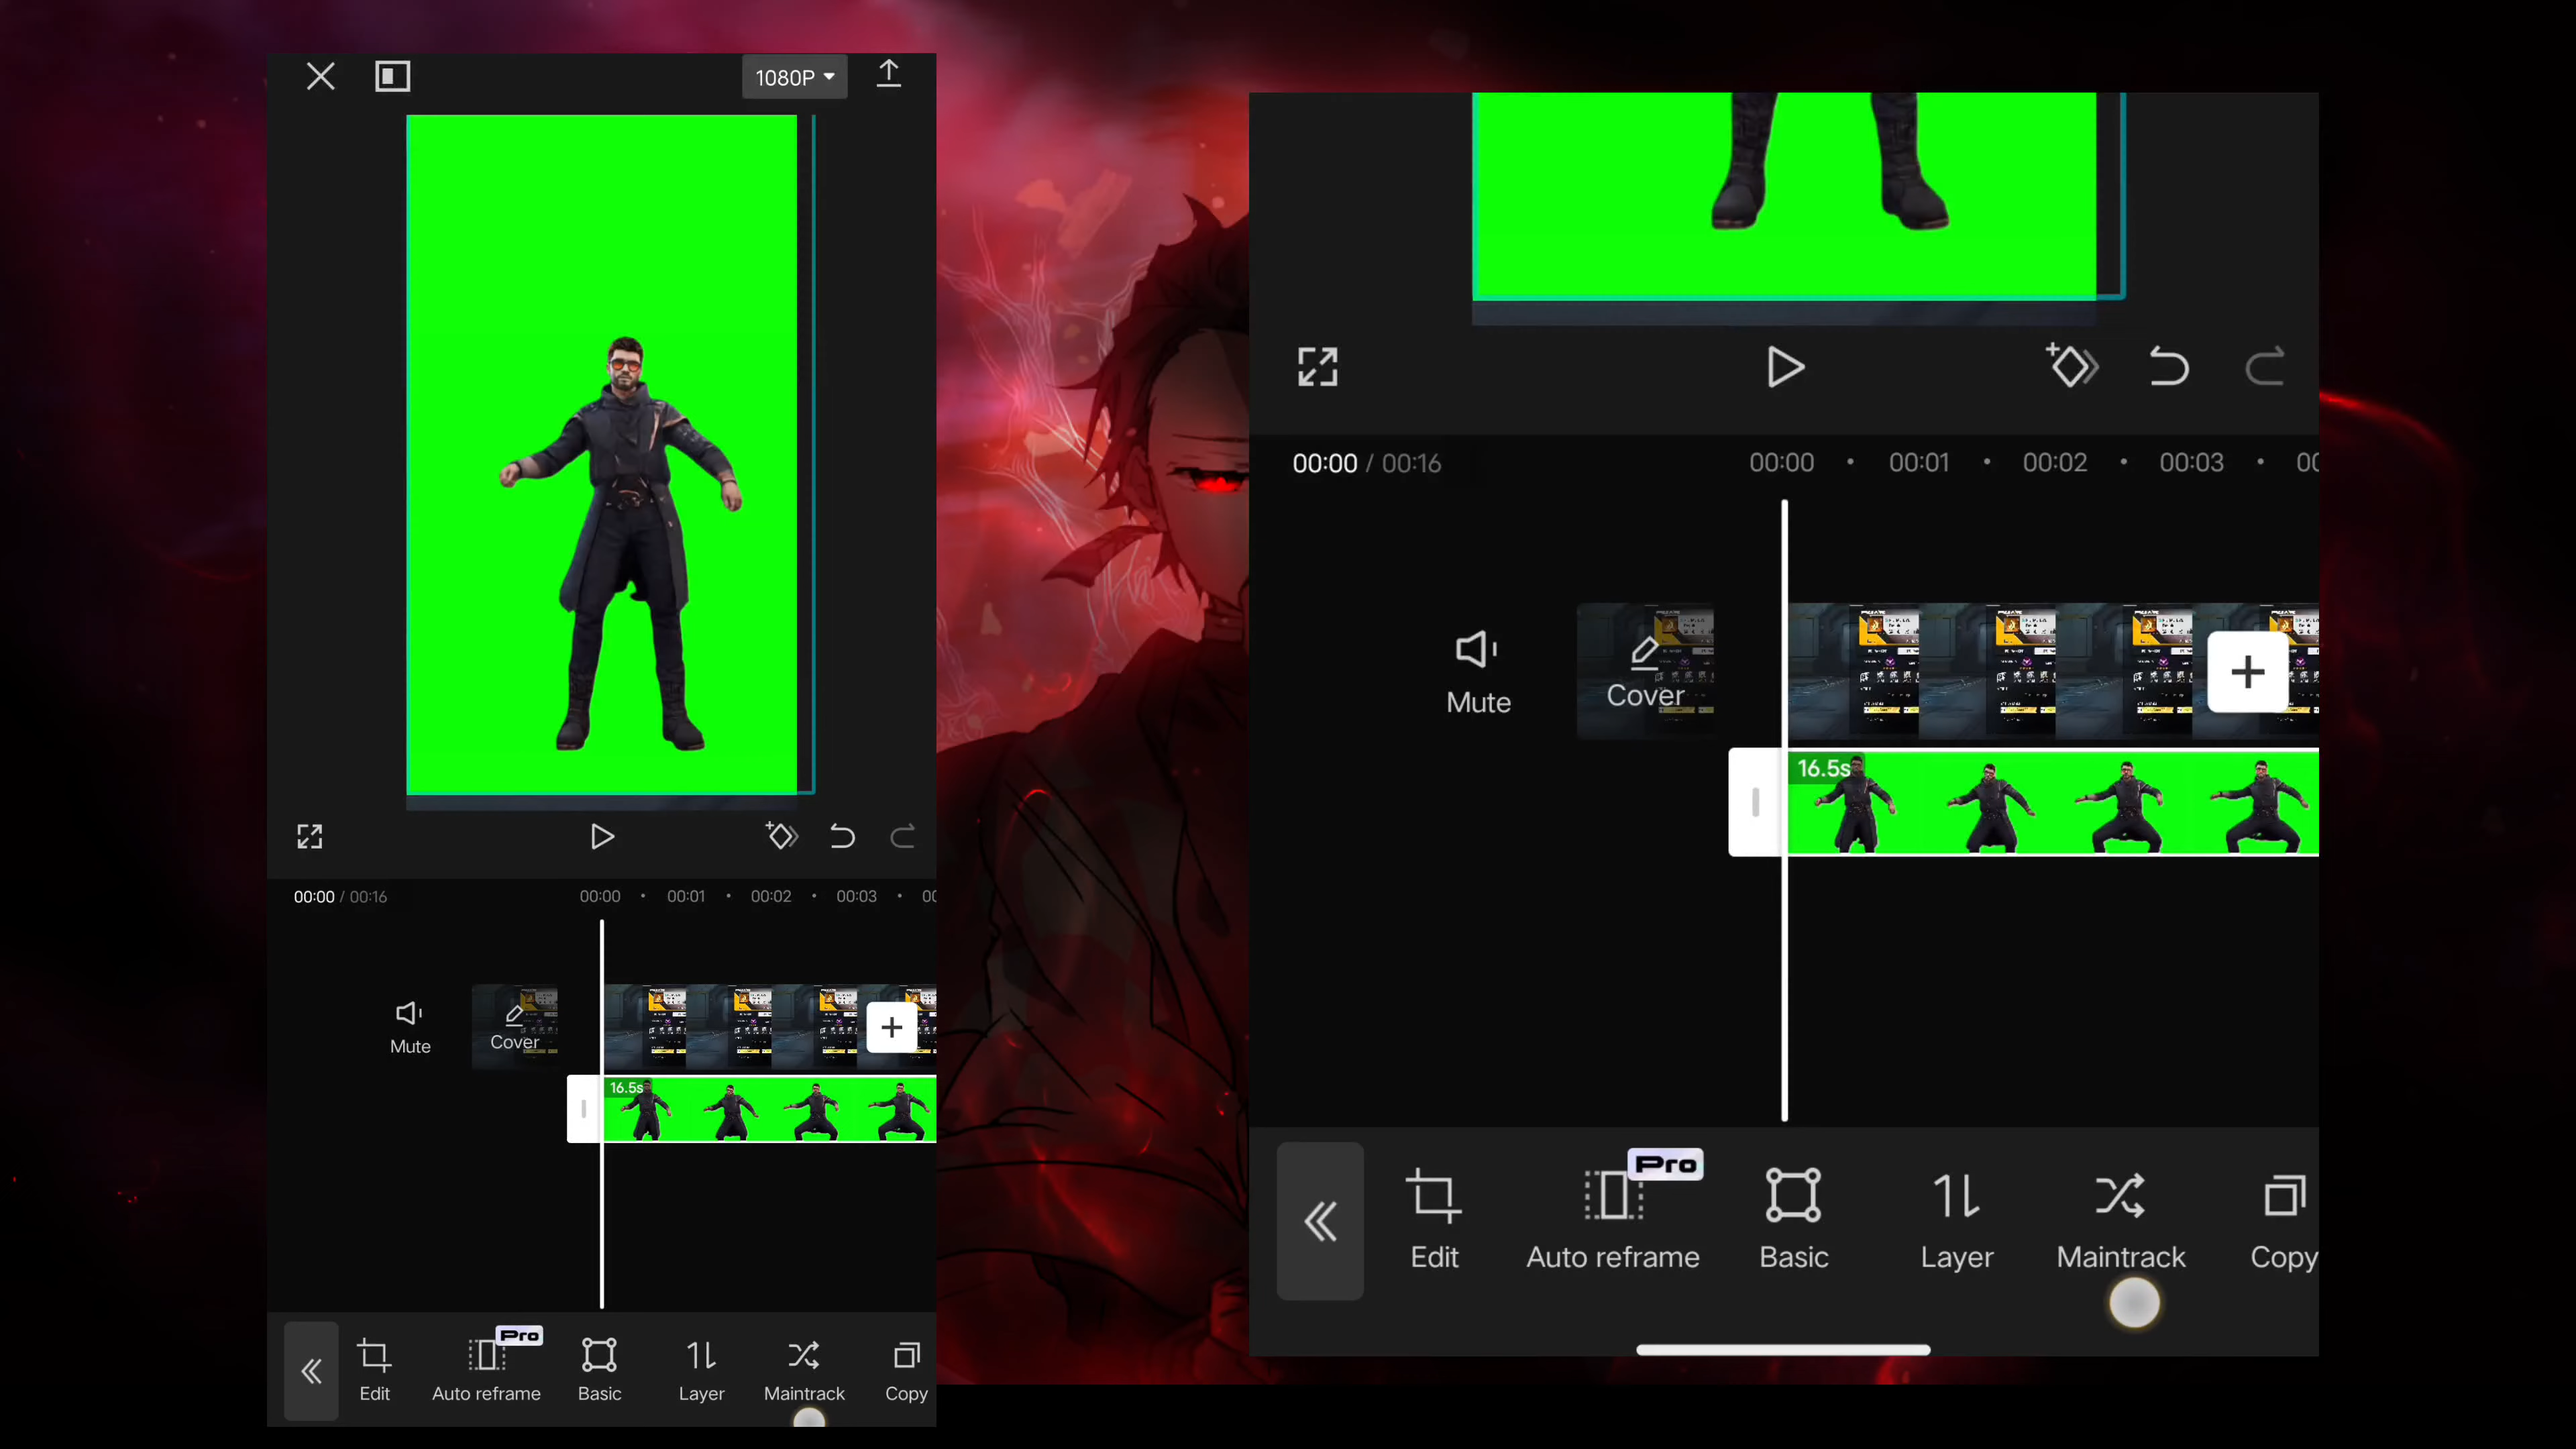 1080P
00:00 / 00:16
00:00 00:01 00:02 00:03
Mute
Cover
16.5s
Pro
Edit
Auto reframe
Basic
Layer
Maintrack
Copy
00:00 / 00:16
00:00 00:01 00:02 00:03
Mute
Cover
16.5s
Pro
Edit
Auto reframe
Basic
Layer
Maintrack
Copy